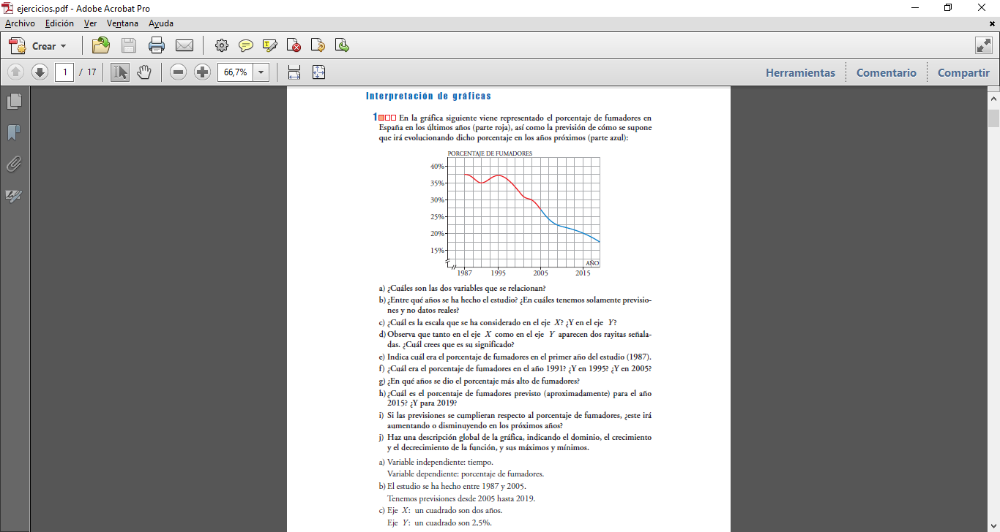 ejercicios.pdf - Adobe Acrobat Pro
Archivo Edición Ver Ventana Ayuda
Crear
1 / 17 66,7% Herramientas Comentario Compartir
Interpretación de gráficas
1 En la gráfica siguiente viene representado el porcentaje de fumadores en
España en los últimos años (parte roja), así como la previsión de cómo se supone
que irá evolucionando dicho porcentaje en los años próximos (parte azul):
PORCENTAJE DE FUMADORES
40%
35%
30%
25%
20%
15%
AÑO
1987 1995 2005 2015
a) ¿Cuáles son las dos variables que se relacionan?
b) ¿Entre qué años se ha hecho el estudio? ¿En cuáles tenemos solamente previsio-
nes y no datos reales?
c) ¿Cuál es la escala que se ha considerado en el eje X? ¿Y en el eje Y?
d) Observa que tanto en el eje X como en el eje Y aparecen dos rayitas señala-
das. ¿Cuál crees que es su significado?
e) Indica cuál era el porcentaje de fumadores en el primer año del estudio (1987).
f) ¿Cuál era el porcentaje de fumadores en el año 1991? ¿Y en 1995? ¿Y en 2005?
g) ¿En qué años se dio el porcentaje más alto de fumadores?
h) ¿Cuál es el porcentaje de fumadores previsto (aproximadamente) para el año
2015? ¿Y para 2019?
i) Si las previsiones se cumplieran respecto al porcentaje de fumadores, ¿este irá
aumentando o disminuyendo en los próximos años?
j) Haz una descripción global de la gráfica, indicando el dominio, el crecimiento
y el decrecimiento de la función, y sus máximos y mínimos.
a) Variable independiente: tiempo.
Variable dependiente: porcentaje de fumadores.
b) El estudio se ha hecho entre 1987 y 2005.
Tenemos previsiones desde 2005 hasta 2019.
c) Eje X: un cuadrado son dos años.
Eje Y: un cuadrado son 2,5%.